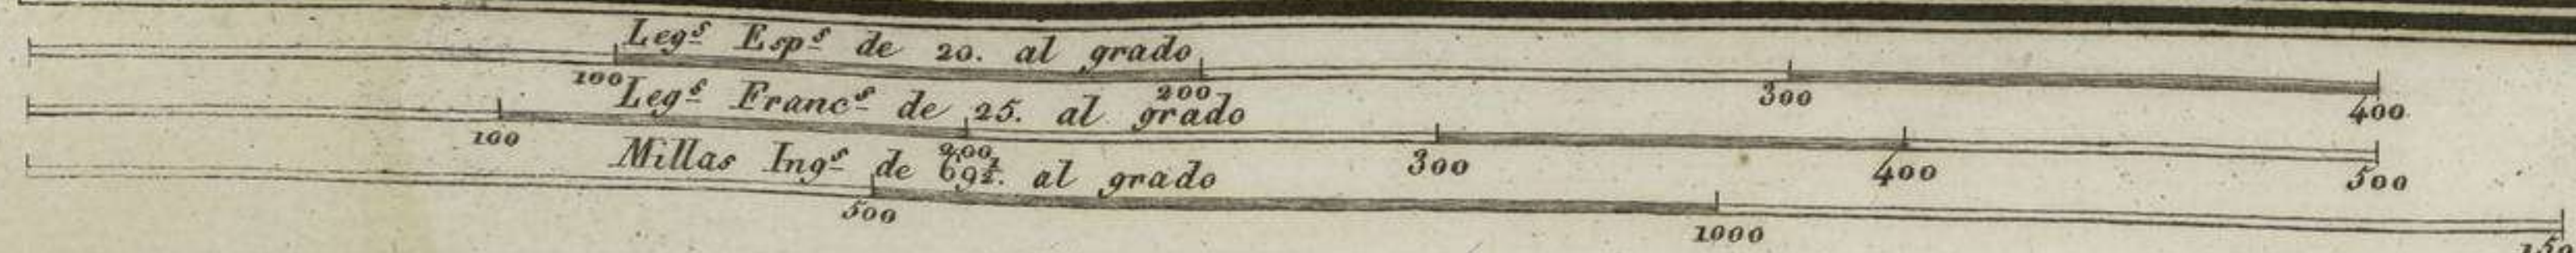 Legs Esps de 20. al grado
100 200 300 400
Legs Francs de 25. al grado
100 200 300 400 500
Millas Ings de 69½. al grado
500 1000